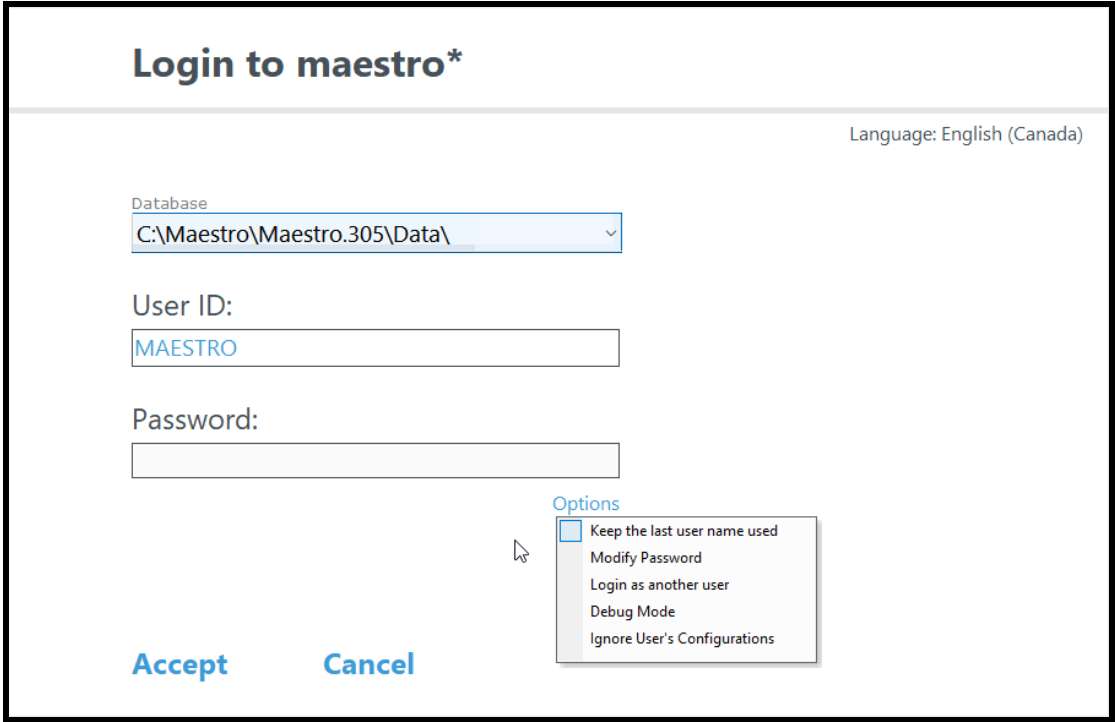 Login to maestro*
Language: English (Canada)
Database
C:\Maestro\Maestro.305\Data\
User ID:
MAESTRO
Password:
Options
Keep the last user name used
Modify Password
Login as another user
Debug Mode
Ignore User's Configurations
Accept Cancel